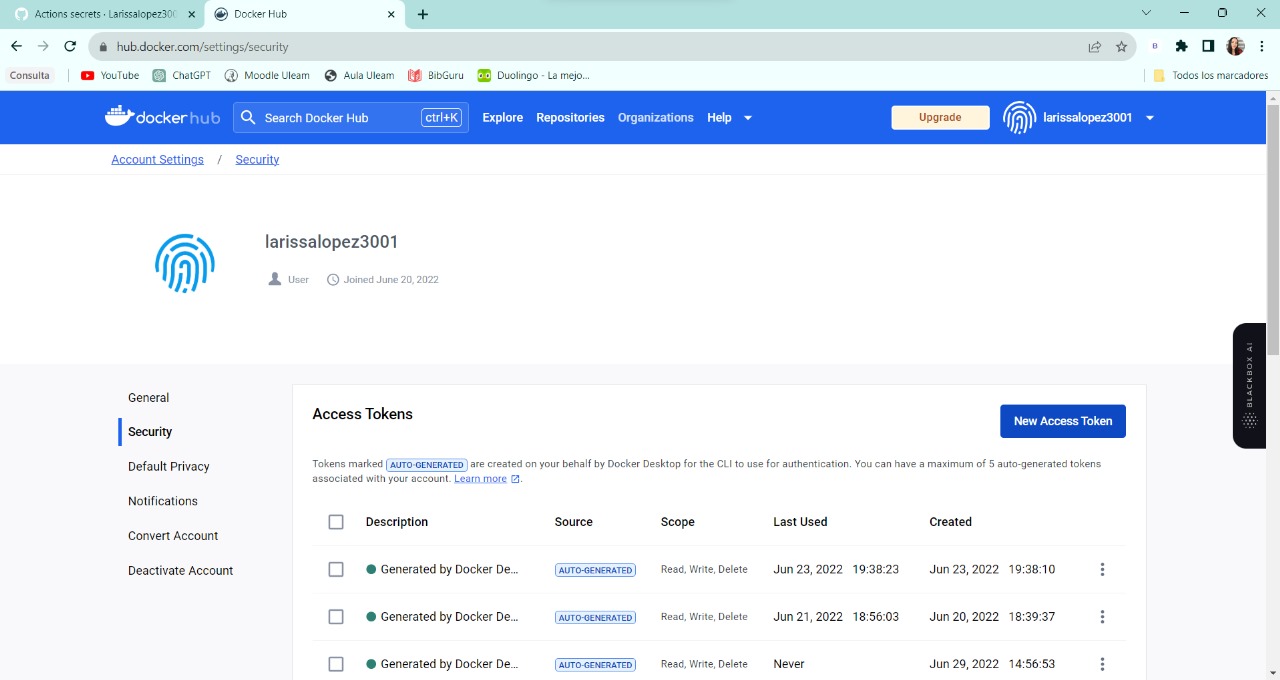 Actions secrets · Larissalopez300
Docker Hub
hub.docker.com/settings/security
Consulta
YouTube
ChatGPT
Moodle Uleam
Aula Uleam
BibGuru
Duolingo - La mejo...
Todos los marcadores
docker hub
Search Docker Hub
ctrl+K
Explore
Repositories
Organizations
Help
Upgrade
larissalopez3001
Account Settings / Security
larissalopez3001
User
Joined June 20, 2022
BLACKBOX AI
General
Security
Default Privacy
Notifications
Convert Account
Deactivate Account
Access Tokens
New Access Token
Tokens marked AUTO-GENERATED are created on your behalf by Docker Desktop for the CLI to use for authentication. You can have a maximum of 5 auto-generated tokens
associated with your account. Learn more.
Description Source Scope Last Used Created
Generated by Docker De... AUTO-GENERATED Read, Write, Delete Jun 23, 2022 19:38:23 Jun 23, 2022 19:38:10
Generated by Docker De... AUTO-GENERATED Read, Write, Delete Jun 21, 2022 18:56:03 Jun 20, 2022 18:39:37
Generated by Docker De... AUTO-GENERATED Read, Write, Delete Never Jun 29, 2022 14:56:53